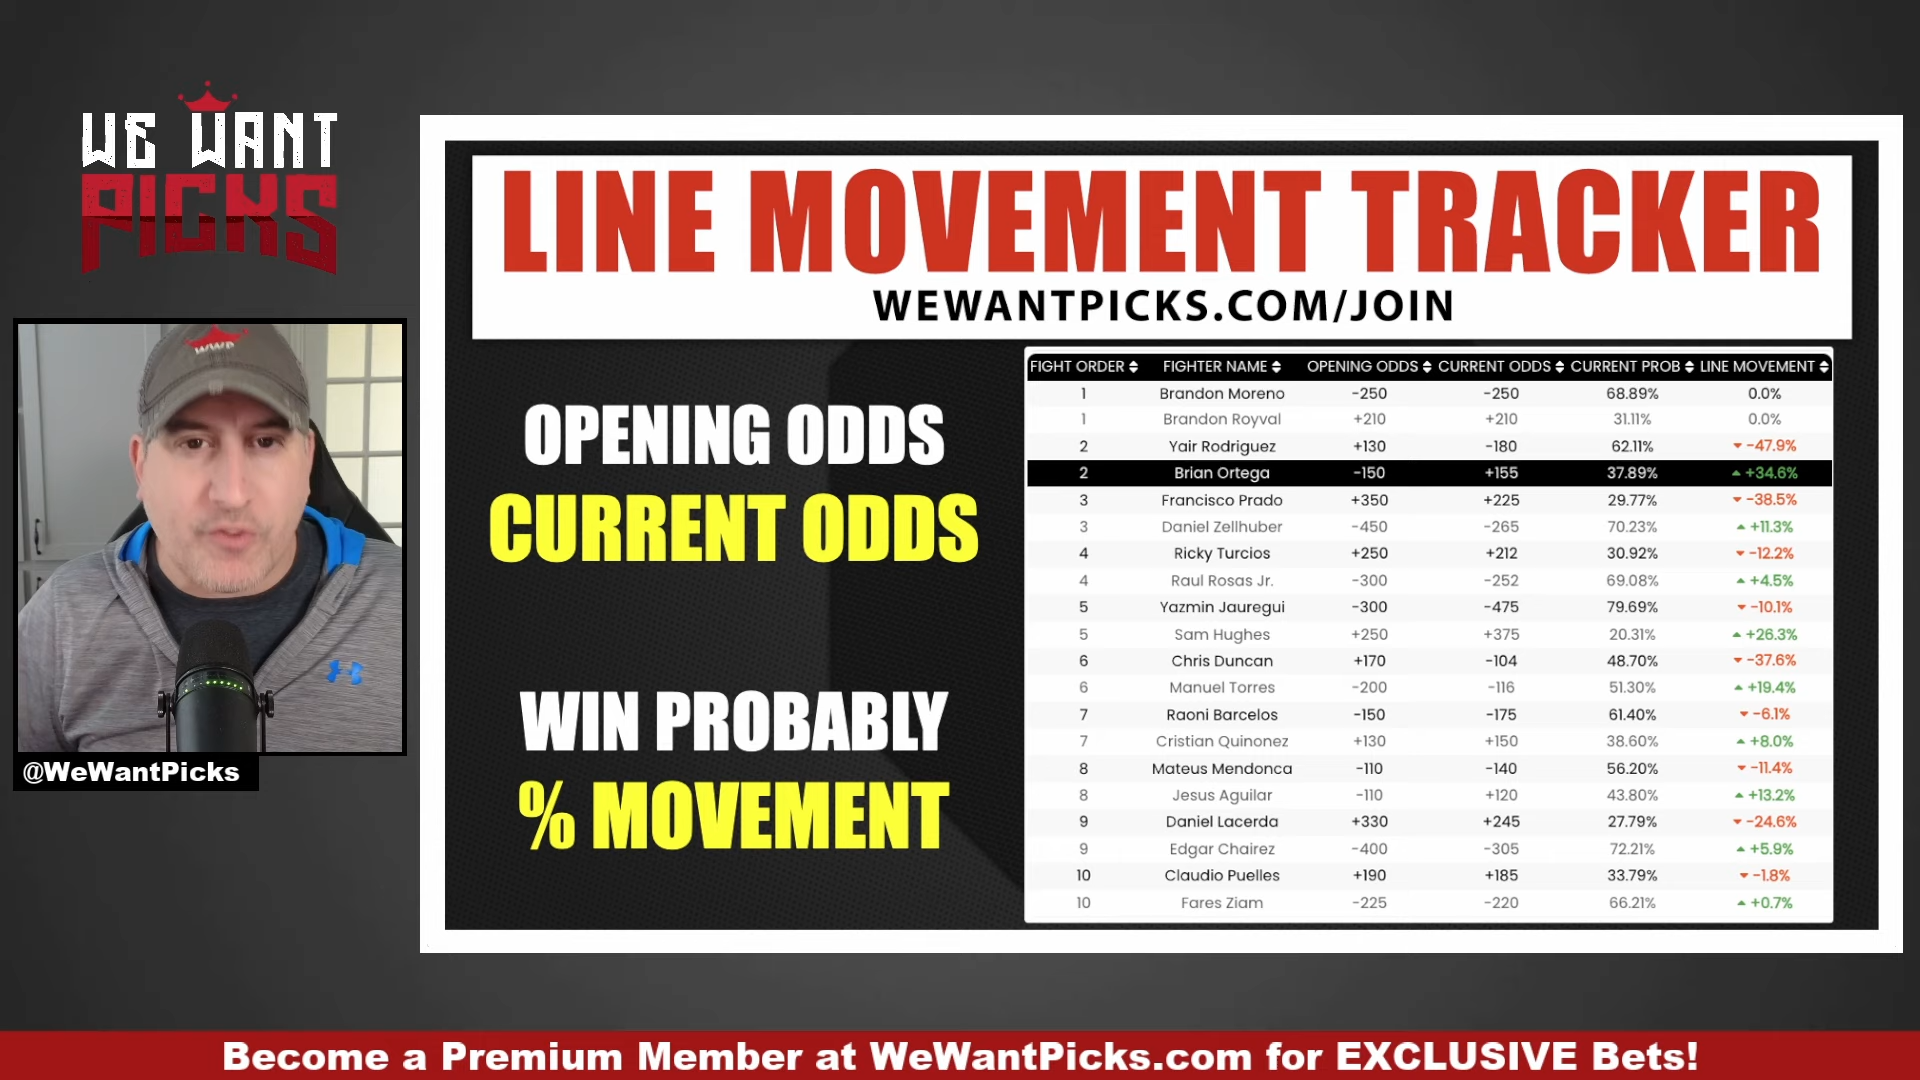 WE WANT
PICKS
WWP
@WeWantPicks
LINE MOVEMENT TRACKER
WEWANTPICKS.COM/JOIN
OPENING ODDS
CURRENT ODDS
WIN PROBABLY
% MOVEMENT
FIGHT ORDER FIGHTER NAME OPENING ODDS CURRENT ODDS CURRENT PROB LINE MOVEMENT
1 Brandon Moreno -250 -250 68.89% 0.0%
1 Brandon Royval +210 +210 31.11% 0.0%
2 Yair Rodriguez +130 -180 62.11% -47.9%
2 Brian Ortega -150 +155 37.89% +34.6%
3 Francisco Prado +350 +225 29.77% -38.5%
3 Daniel Zellhuber -450 -265 70.23% +11.3%
4 Ricky Turcios +250 +212 30.92% -12.2%
4 Raul Rosas Jr. -300 -252 69.08% +4.5%
5 Yazmin Jauregui -300 -475 79.69% -10.1%
5 Sam Hughes +250 +375 20.31% +26.3%
6 Chris Duncan +170 -104 48.70% -37.6%
6 Manuel Torres -200 -116 51.30% +19.4%
7 Raoni Barcelos -150 -175 61.40% -6.1%
7 Cristian Quinonez +130 +150 38.60% +8.0%
8 Mateus Mendonca -110 -140 56.20% -11.4%
8 Jesus Aguilar -110 +120 43.80% +13.2%
9 Daniel Lacerda +330 +245 27.79% -24.6%
9 Edgar Chairez -400 -305 72.21% +5.9%
10 Claudio Puelles +190 +185 33.79% -1.8%
10 Fares Ziam -225 -220 66.21% +0.7%
Become a Premium Member at WeWantPicks.com for EXCLUSIVE Bets!